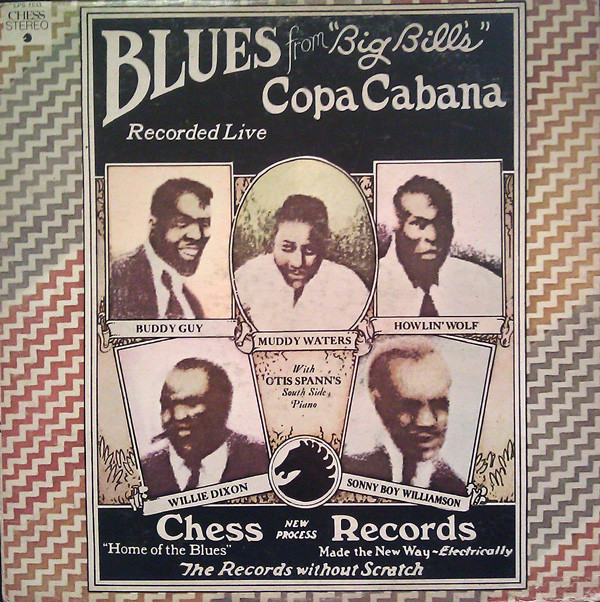 CHESS
STEREO
BLUES from "Big Bill's"
Copa Cabana
Recorded Live
BUDDY GUY
MUDDY WATERS
HOWLIN' WOLF
With
OTIS SPANN'S
South Side
Piano
WILLIE DIXON
SONNY BOY WILLIAMSON
Chess NEW PROCESS Records
"Home of the Blues" Made the New Way ~ Electrically
The Records without Scratch